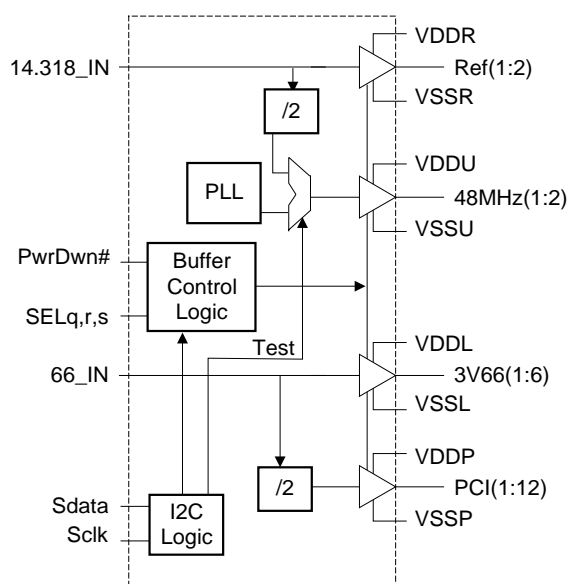 VDDR
14.318_IN
Ref(1:2)
VSSR
/2
VDDU
PLL
48MHz(1:2)
VSSU
PwrDwn#
Buffer
Control
Logic
SELq,r,s
Test
VDDL
66_IN
3V66(1:6)
VSSL
VDDP
/2
PCI(1:12)
Sdata
I2C
Logic
VSSP
Sclk